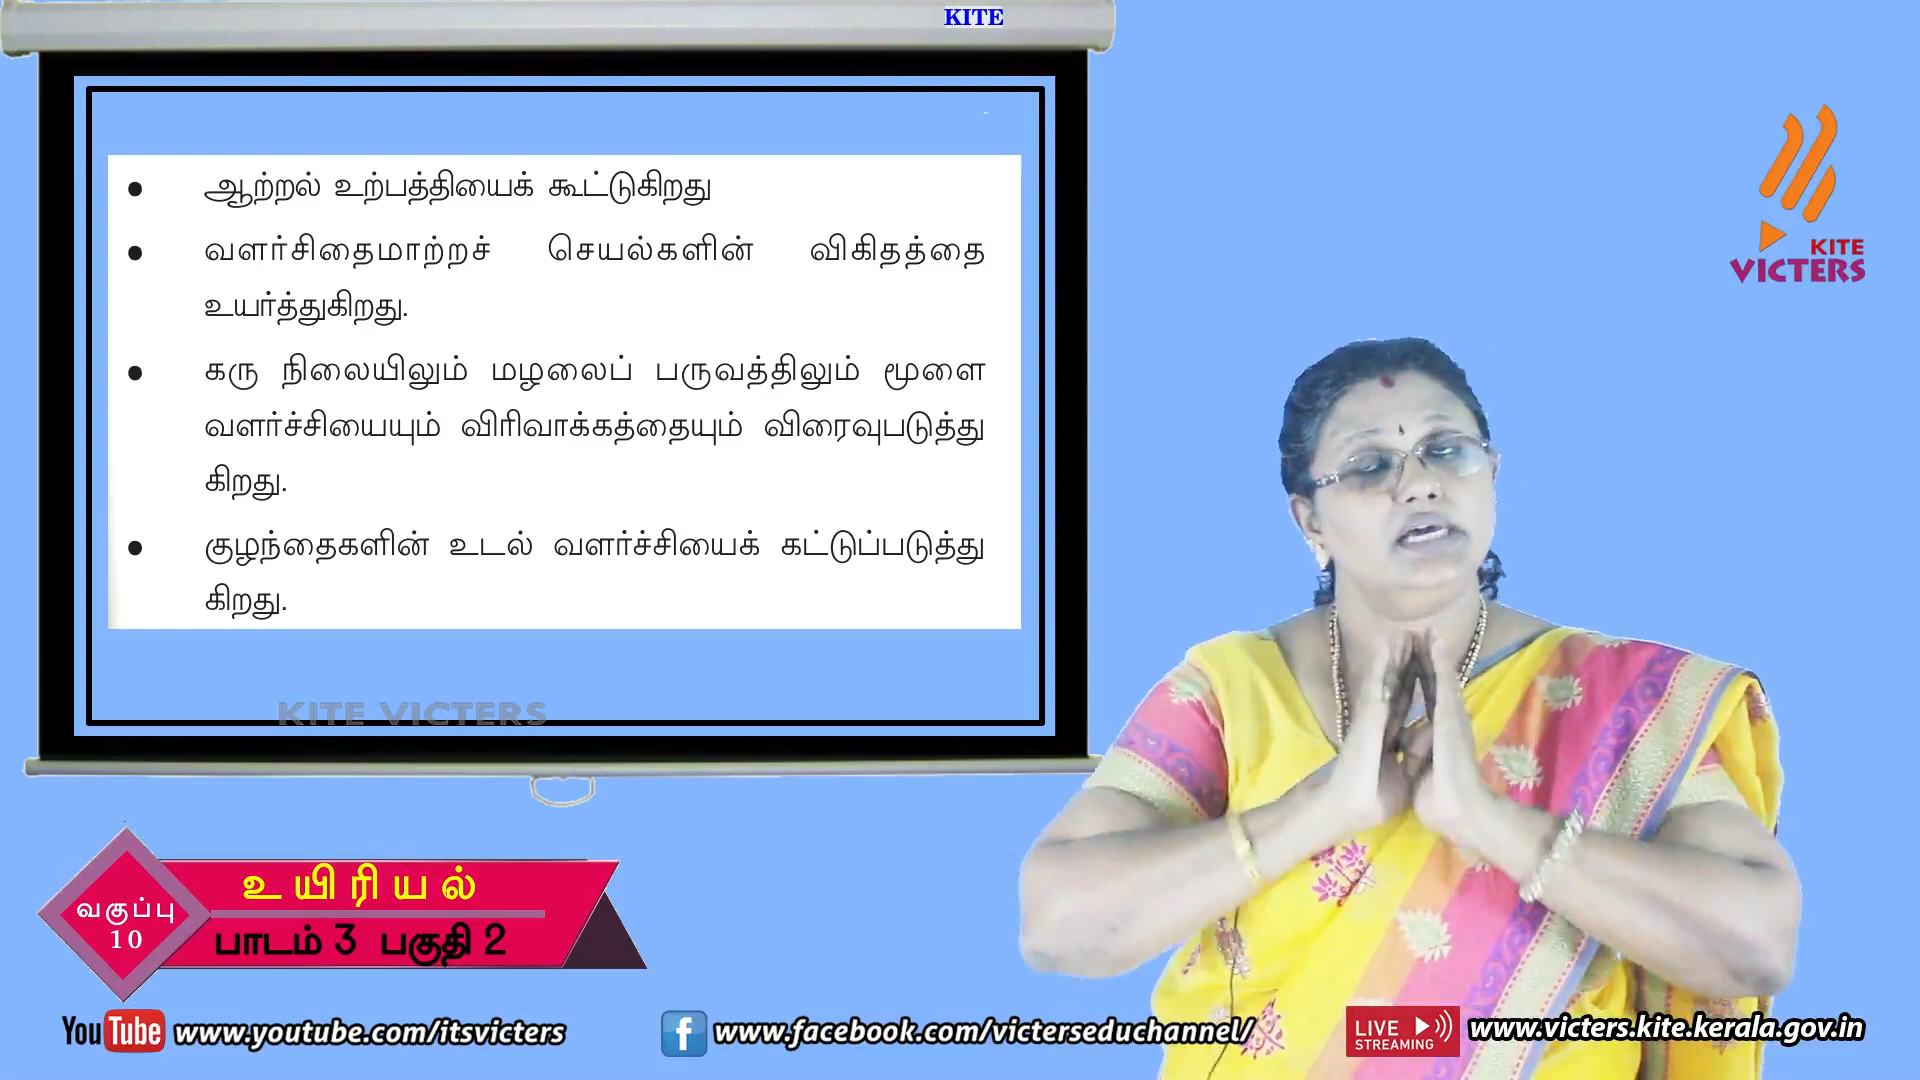 KITE
● ஆற்றல் உற்பத்தியைக் கூட்டுகிறது
● வளர்சிதைமாற்றச் செயல்களின் விகிதத்தை
உயர்த்துகிறது.
● கரு நிலையிலும் மழலைப் பருவத்திலும் மூளை
வளர்ச்சியையும் விரிவாக்கத்தையும் விரைவுபடுத்து
கிறது.
● குழந்தைகளின் உடல் வளர்ச்சியைக் கட்டுப்படுத்து
கிறது.
KITE VICTERS
KITE
VICTERS
உயிரியல்
வகுப்பு
10
பாடம் 3 பகுதி 2
YouTube www.youtube.com/itsvicters
f www.facebook.com/victerseduchannel/
LIVE
STREAMING
www.victers.kite.kerala.gov.in